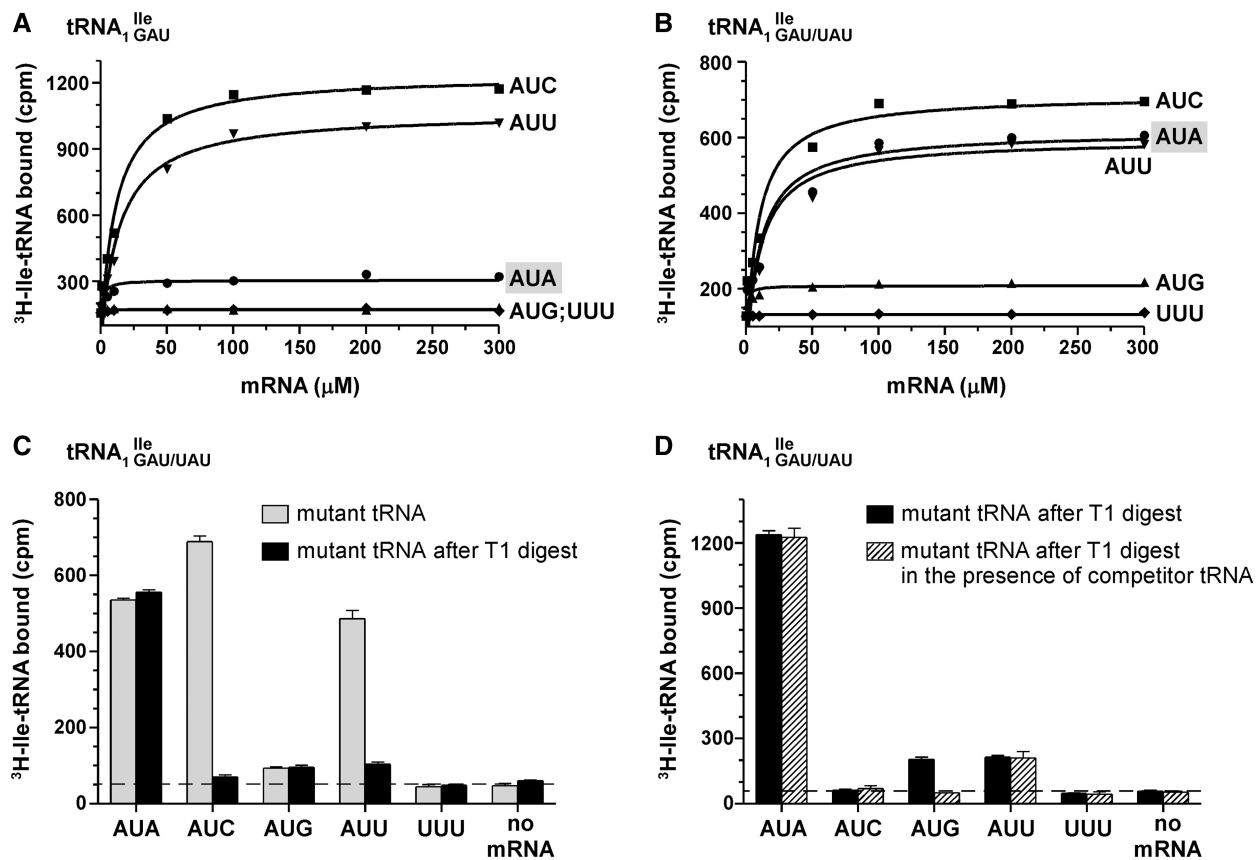 A
tRNA₁ Ile GAU
³H-Ile-tRNA bound (cpm)
1200
900
600
300
0
50
100
150
200
250
300
mRNA (μM)
AUC
AUU
AUA
AUG;UUU
B
tRNA₁ Ile GAU/UAU
³H-Ile-tRNA bound (cpm)
800
600
400
200
0
50
100
150
200
250
300
mRNA (μM)
AUC
AUA
AUU
AUG
UUU
C
tRNA₁ Ile GAU/UAU
³H-Ile-tRNA bound (cpm)
800
600
400
200
0
mutant tRNA
mutant tRNA after T1 digest
AUA
AUC
AUG
AUU
UUU
no
mRNA
D
tRNA₁ Ile GAU/UAU
³H-Ile-tRNA bound (cpm)
1200
900
600
300
0
mutant tRNA after T1 digest
mutant tRNA after T1 digest
in the presence of competitor tRNA
AUA
AUC
AUG
AUU
UUU
no
mRNA